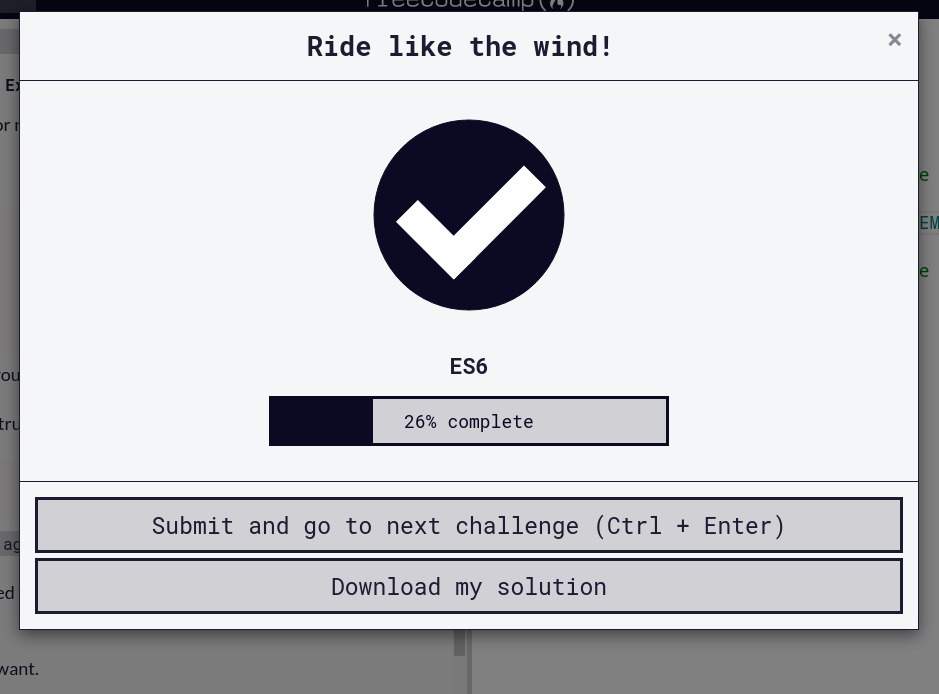 freeCodeCamp
Ride like the wind!
×
ES6
26% complete
Submit and go to next challenge (Ctrl + Enter)
Download my solution
want.